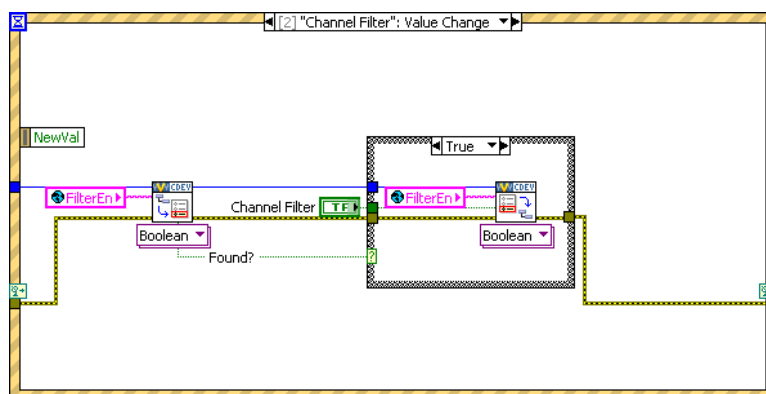 [2] "Channel Filter": Value Change
NewVal
True
FilterEn
CDEV
FilterEn
CDEV
Channel Filter
TF
Boolean
Boolean
Found?
?